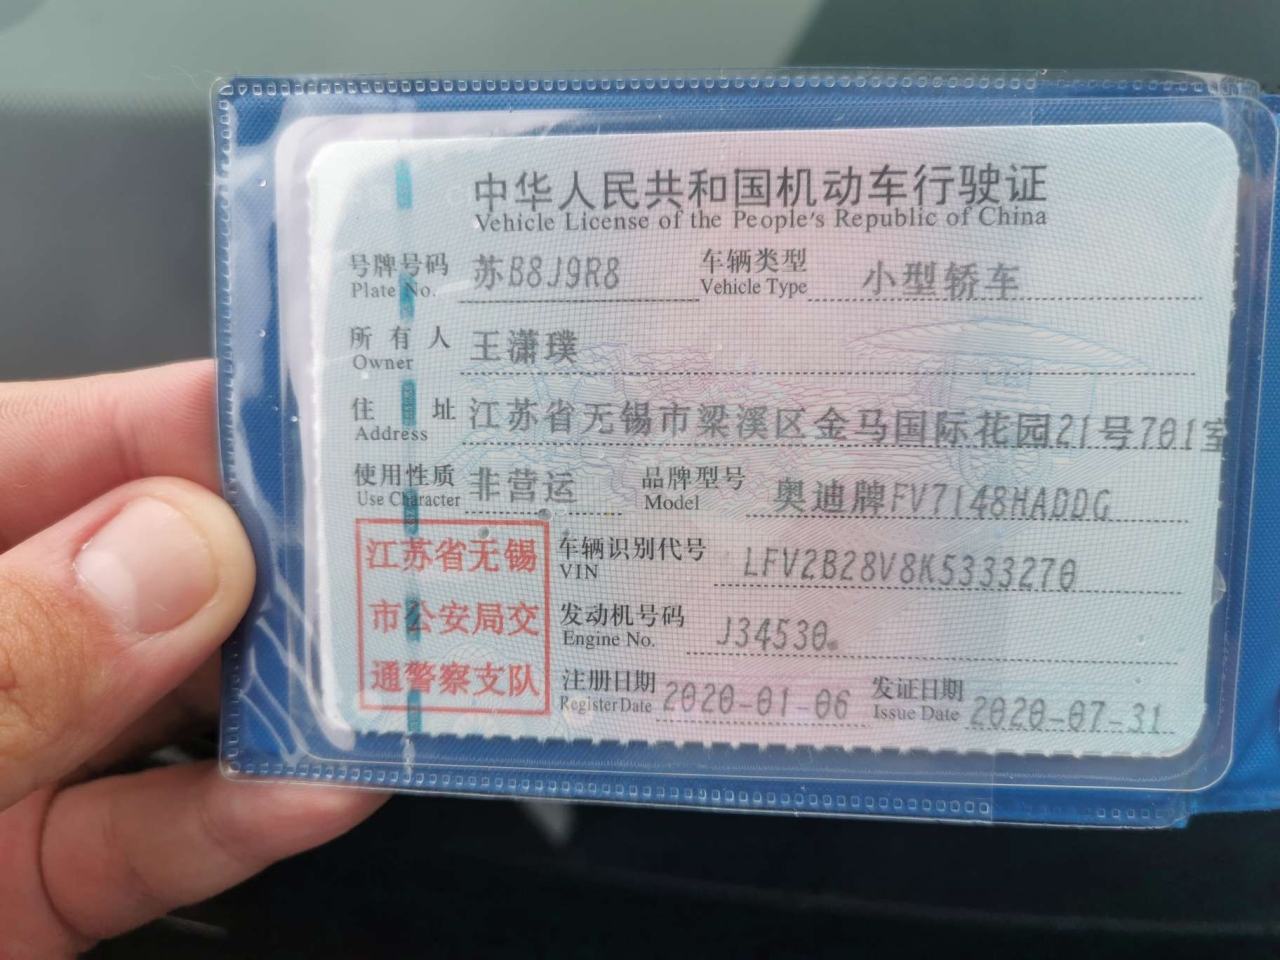 中华人民共和国机动车行驶证
Vehicle License of the People's Republic of China
号牌号码 苏B8J9R8 车辆类型 小型轿车
Plate No. Vehicle Type
所有人 王潇璞
Owner
住址 江苏省无锡市梁溪区金马国际花园21号701室
Address
使用性质 非营运 品牌型号 奥迪牌FV7148HADDG
Use Character Model
江苏省无锡
市公安局交
通警察支队
车辆识别代号 LFV2B28V8K5333270
VIN
发动机号码 J34530
Engine No.
注册日期 2020-01-06 发证日期 2020-07-31
Register Date Issue Date